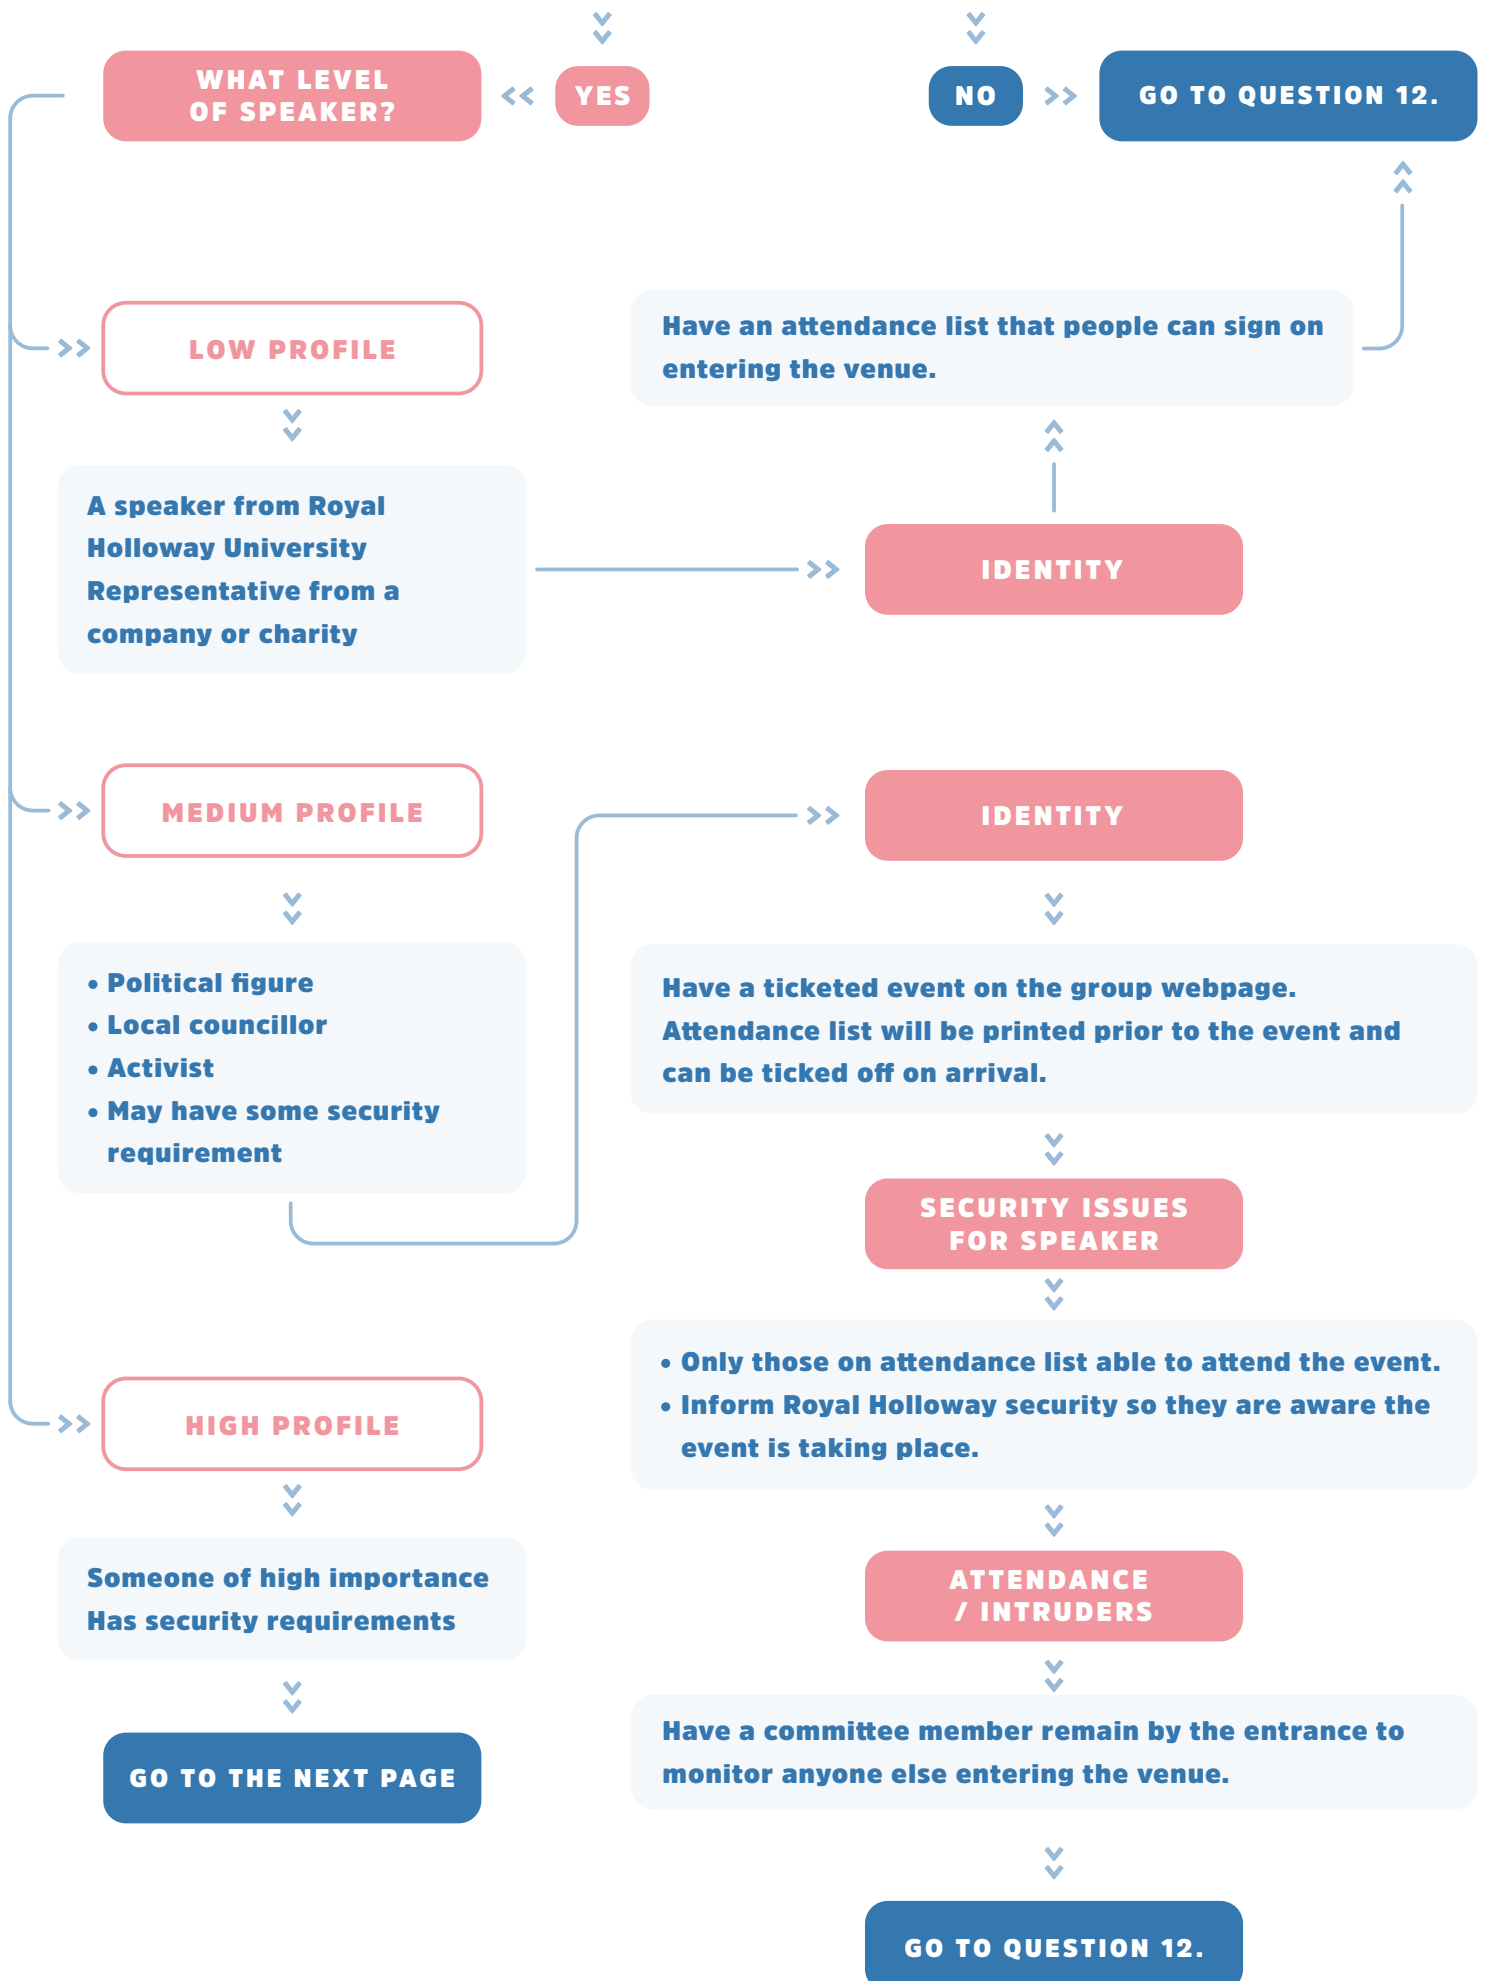 WHAT LEVEL
OF SPEAKER?
YES
NO
GO TO QUESTION 12.
LOW PROFILE
A speaker from Royal
Holloway University
Representative from a
company or charity
IDENTITY
Have an attendance list that people can sign on
entering the venue.
MEDIUM PROFILE
• Political figure
• Local councillor
• Activist
• May have some security
requirement
IDENTITY
Have a ticketed event on the group webpage.
Attendance list will be printed prior to the event and
can be ticked off on arrival.
SECURITY ISSUES
FOR SPEAKER
• Only those on attendance list able to attend the event.
• Inform Royal Holloway security so they are aware the
event is taking place.
ATTENDANCE
/ INTRUDERS
Have a committee member remain by the entrance to
monitor anyone else entering the venue.
GO TO QUESTION 12.
HIGH PROFILE
Someone of high importance
Has security requirements
GO TO THE NEXT PAGE